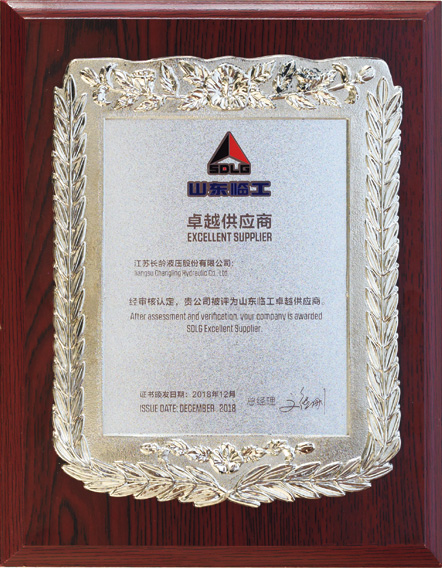 SDLG
山东临工
卓越供应商
EXCELLENT SUPPLIER
江苏长龄液压股份有限公司：
Jiangsu Changling Hydraulic Co., Ltd.
经审核认定，贵公司被评为山东临工卓越供应商。
After assessment and verification, your company is awarded
SDLG Excellent Supplier.
证书颁发日期：2018年12月
总经理
ISSUE DATE: DECEMBER, 2018